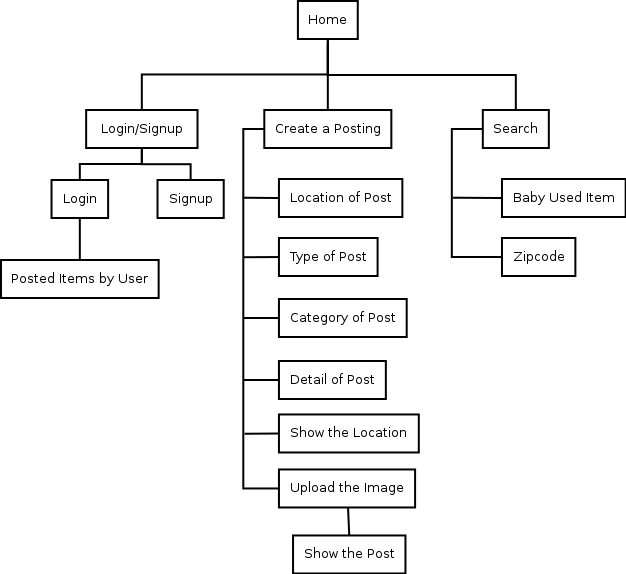 Home
Login/Signup
Create a Posting
Search
Login
Signup
Location of Post
Baby Used Item
Type of Post
Zipcode
Posted Items by User
Category of Post
Detail of Post
Show the Location
Upload the Image
Show the Post